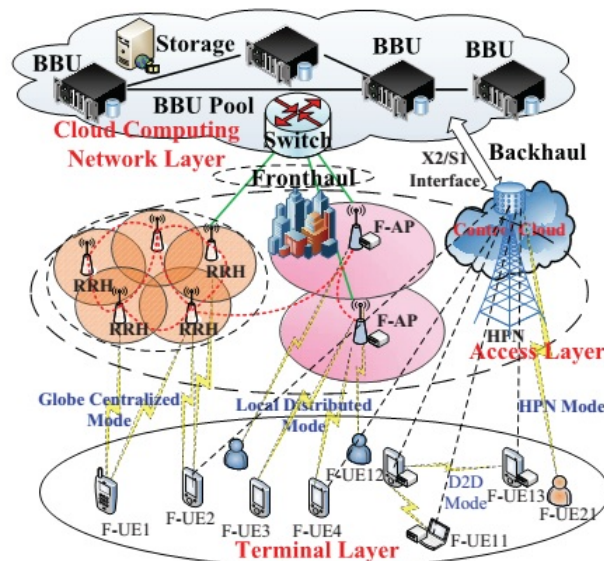 Storage
BBU
BBU
BBU
BBU Pool
Cloud Computing
Network Layer
Switch
Backhaul
X2/S1
Interface
Fronthaul
F-AP
Control Cloud
RRH
RRH
RRH
RRH
F-AP
HPN
Access Layer
Globe Centralized
Mode
Local Distributed
Mode
HPN Mode
F-UE12
D2D
Mode
F-UE13
F-UE1
F-UE2
F-UE3
F-UE4
F-UE11
F-UE21
Terminal Layer